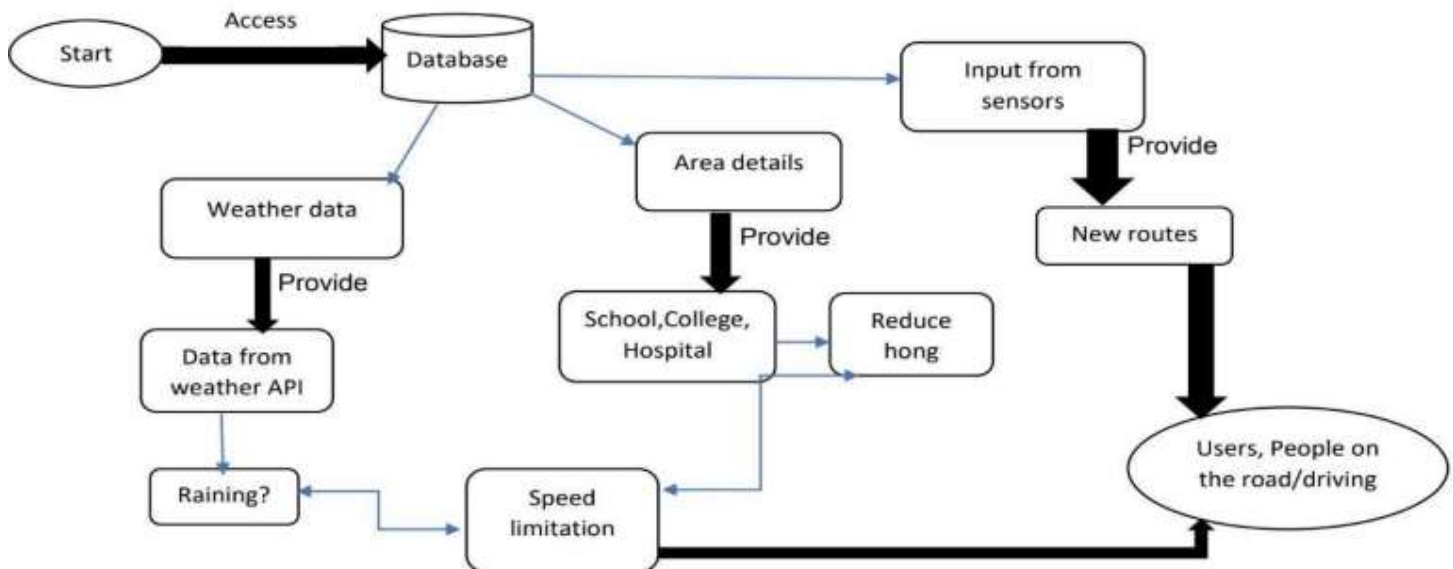 Access
Start
Database
Input from
sensors
Provide
Area details
Weather data
Provide
New routes
Provide
School,College,
Hospital
Reduce
hong
Data from
weather API
Users, People on
the road/driving
Raining?
Speed
limitation